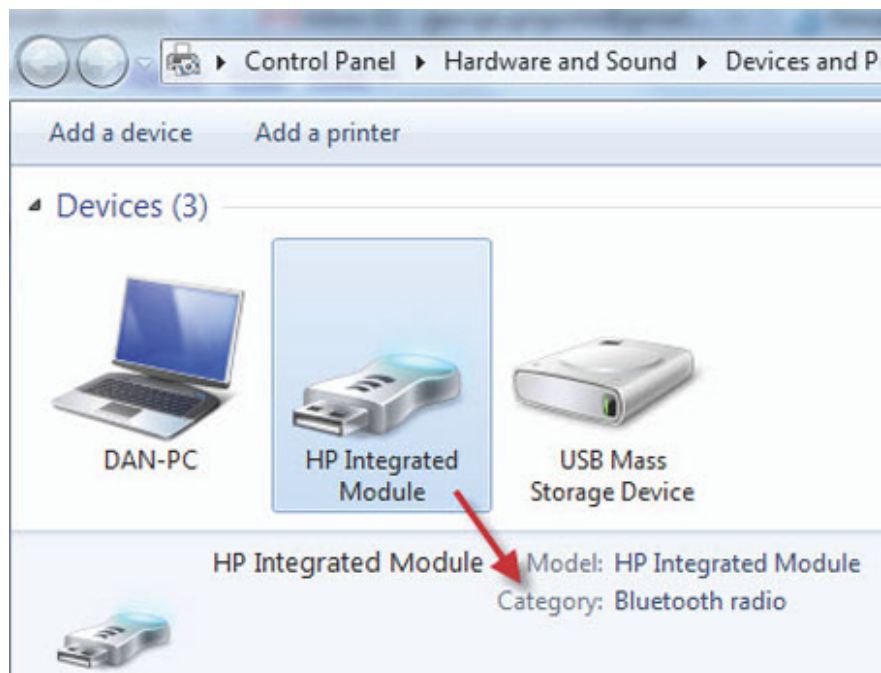 Control Panel ▸ Hardware and Sound ▸ Devices and P
Add a device Add a printer
Devices (3)
DAN-PC
HP Integrated
Module
USB Mass
Storage Device
HP Integrated Module Model: HP Integrated Module
Category: Bluetooth radio